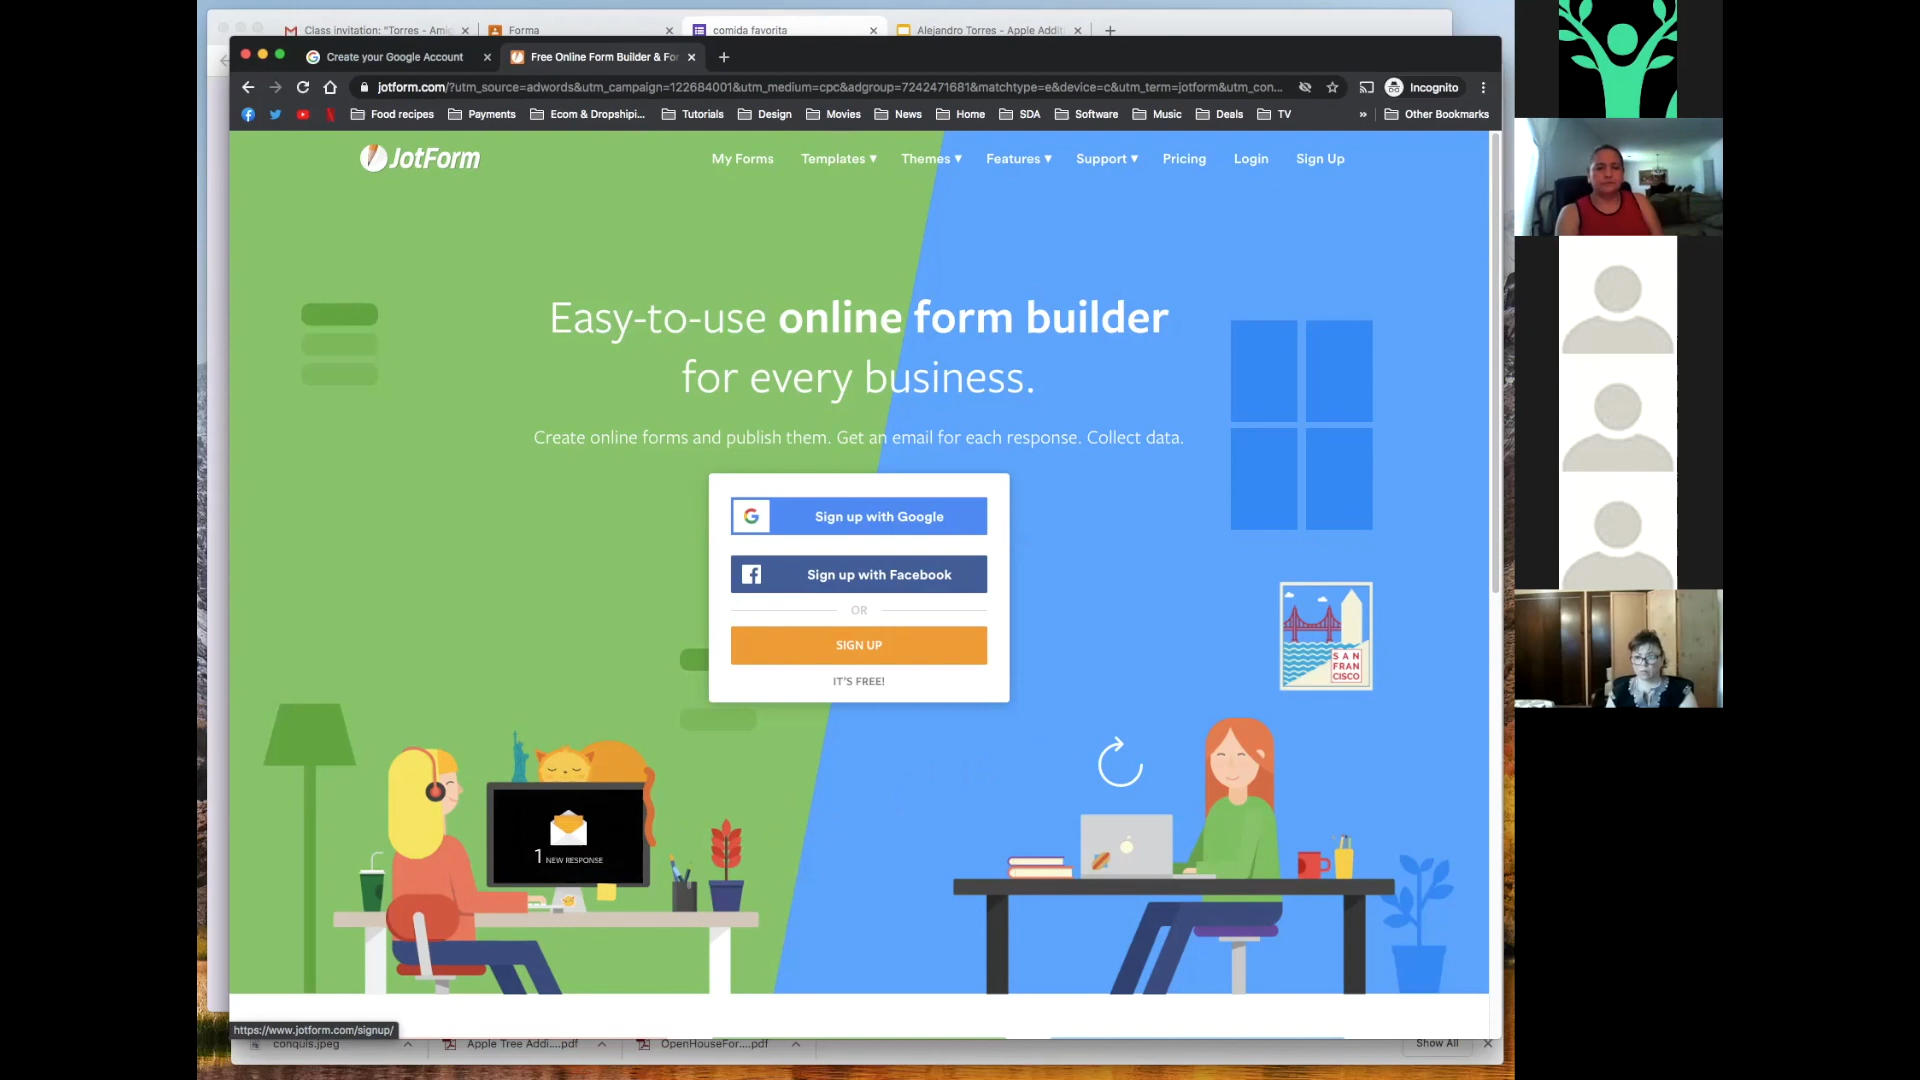 Class invitation: "Torres - Amig
Forma
comida favorita
Alejandro Torres - Apple Addit
Create your Google Account
Free Online Form Builder & For
jotform.com/?utm_source=adwords&utm_campaign=122684001&utm_medium=cpc&adgroup=7242471681&matchtype=e&device=c&utm_term=jotform&utm_con...
Incognito
Food recipes
Payments
Ecom & Dropshipi...
Tutorials
Design
Movies
News
Home
SDA
Software
Music
Deals
TV
»
Other Bookmarks
JotForm
My Forms
Templates ▾
Themes ▾
Features ▾
Support ▾
Pricing
Login
Sign Up
Easy-to-use online form builder
for every business.
Create online forms and publish them. Get an email for each response. Collect data.
Sign up with Google
Sign up with Facebook
OR
SIGN UP
IT'S FREE!
SAN
FRAN
CISCO
1 NEW RESPONSE
https://www.jotform.com/signup/
conquis.jpeg
Apple Tree Addi....pdf
OpenHouseFor....pdf
Show All